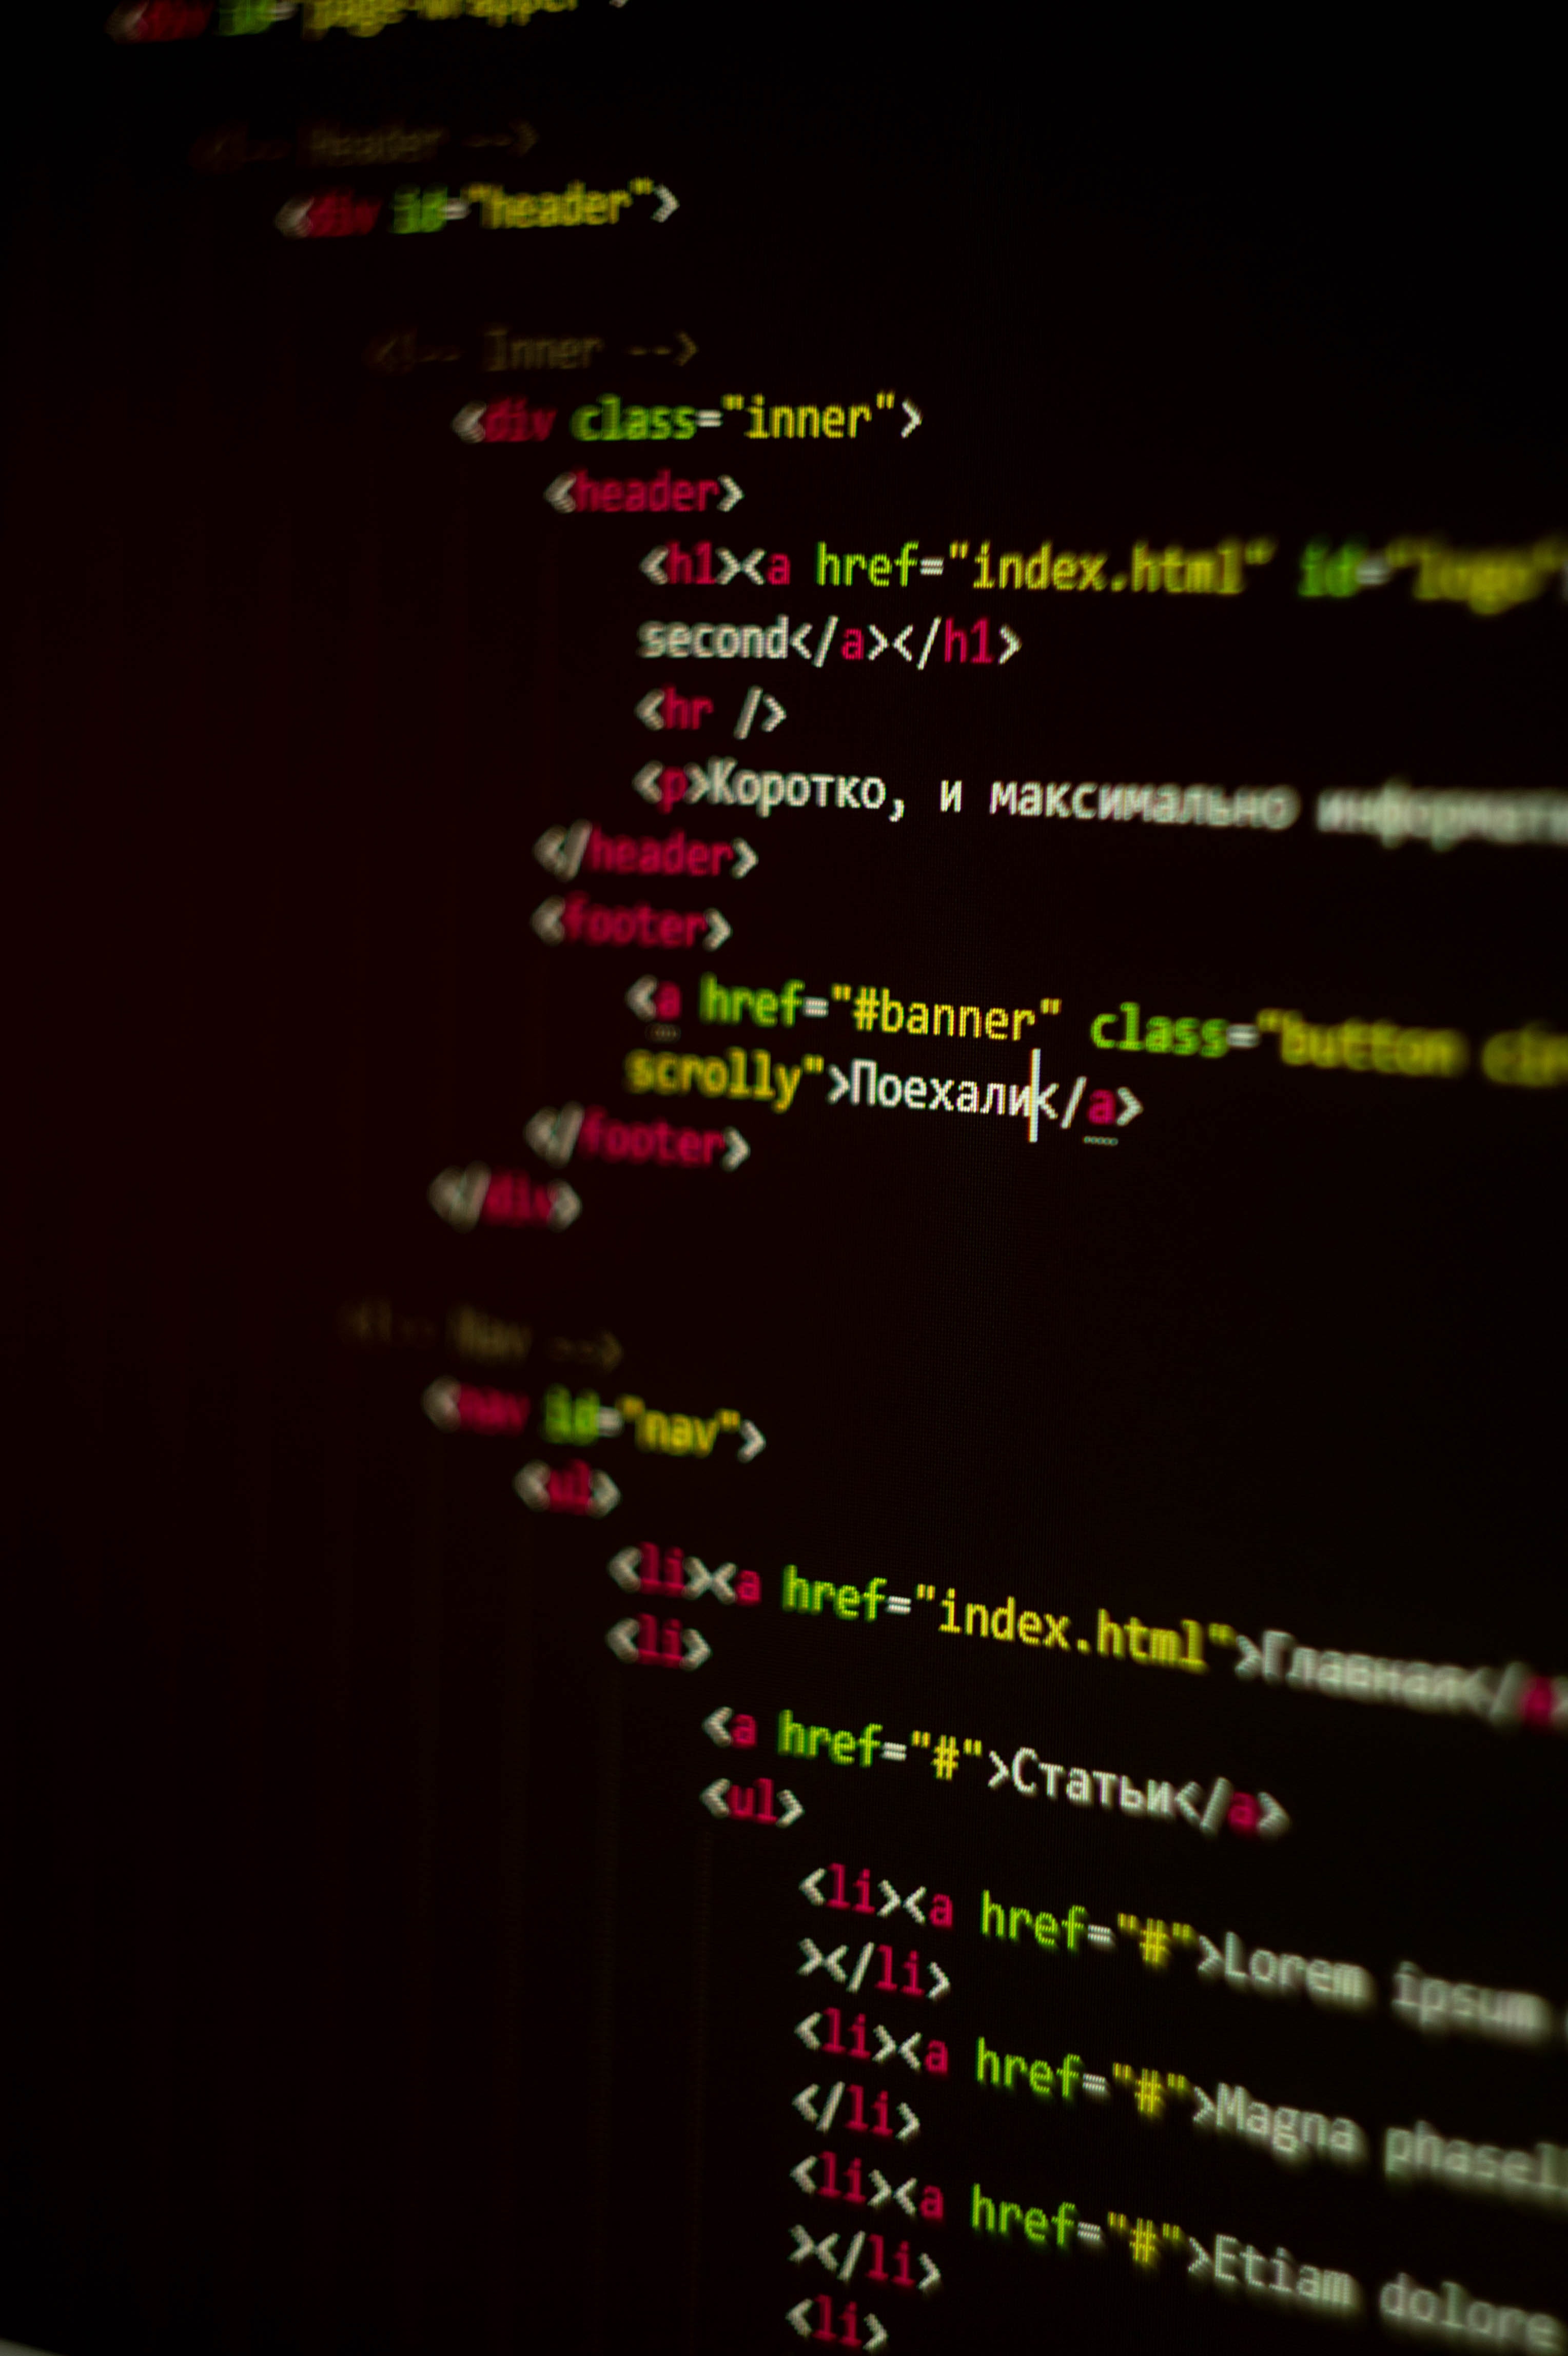 <div id="page-wrapper">
<!-- Header -->
<div id="header">
<!-- Inner -->
<div class="inner">
<header>
<h1><a href="index.html" id="logo"
second</a></h1>
<hr />
<p>Коротко, и максимально
</header>
<footer>
<a href="#banner" class="button
scrolly">Поехали</a>
</footer>
</div>
<!-- Nav -->
<nav id="nav">
<ul>
<li><a href="index.html">Главная</a>
<li>
<a href="#">Статьи</a>
<ul>
<li><a href="#">Lorem ipsum
></li>
<li><a href="#">Magna
</li>
<li><a href="#">Etiam dolore
></li>
<li>